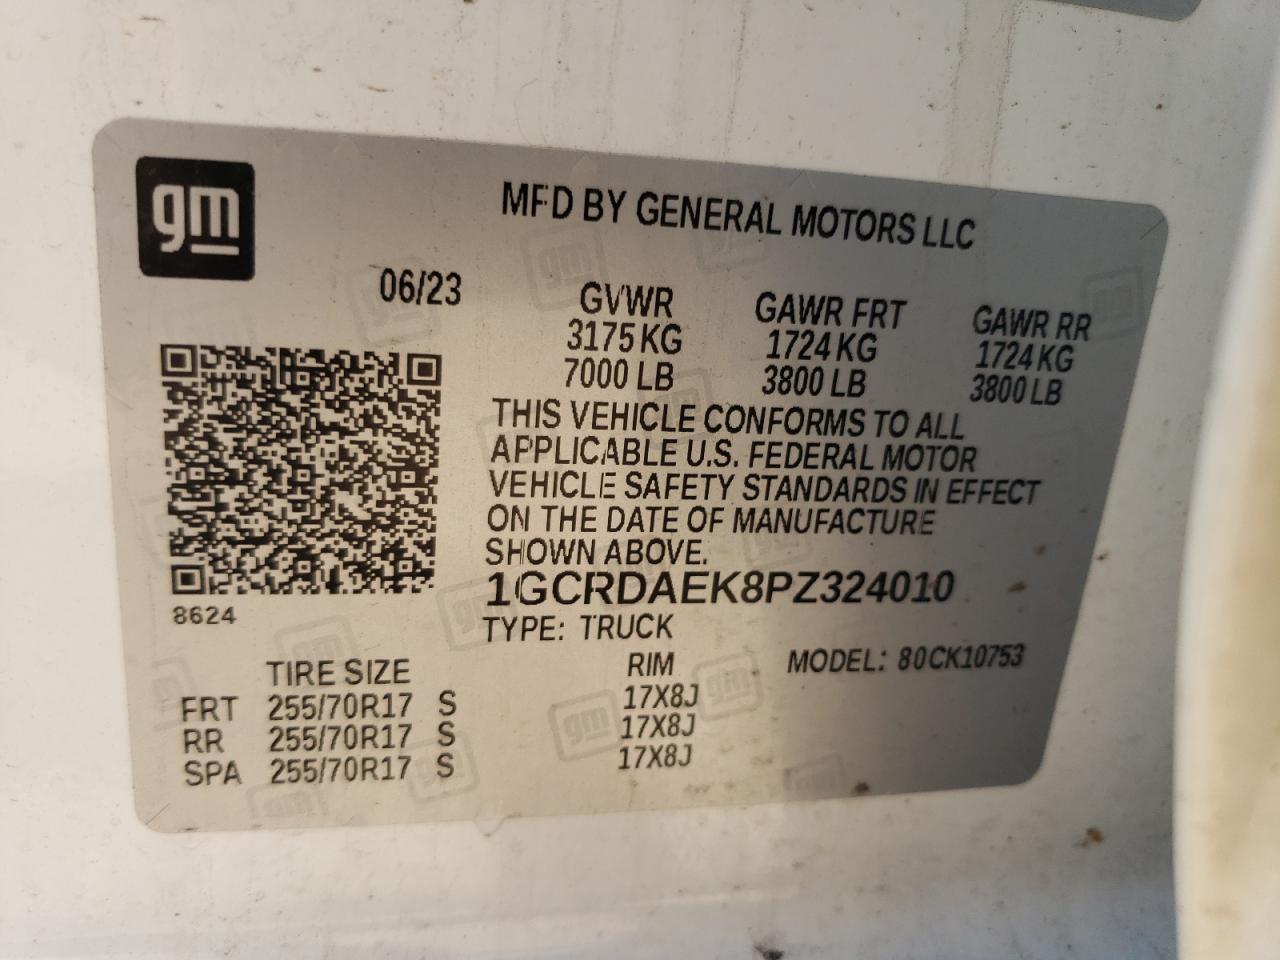 gm
MFD BY GENERAL MOTORS LLC
06/23
GVWR GAWR FRT GAWR RR
3175 KG 1724 KG 1724 KG
7000 LB 3800 LB 3800 LB
THIS VEHICLE CONFORMS TO ALL
APPLICABLE U.S. FEDERAL MOTOR
VEHICLE SAFETY STANDARDS IN EFFECT
ON THE DATE OF MANUFACTURE
SHOWN ABOVE.
1GCRDAEK8PZ324010
8624
TYPE: TRUCK
TIRE SIZE RIM MODEL: 80CK10753
FRT 255/70R17 S 17X8J
RR 255/70R17 S 17X8J
SPA 255/70R17 S 17X8J